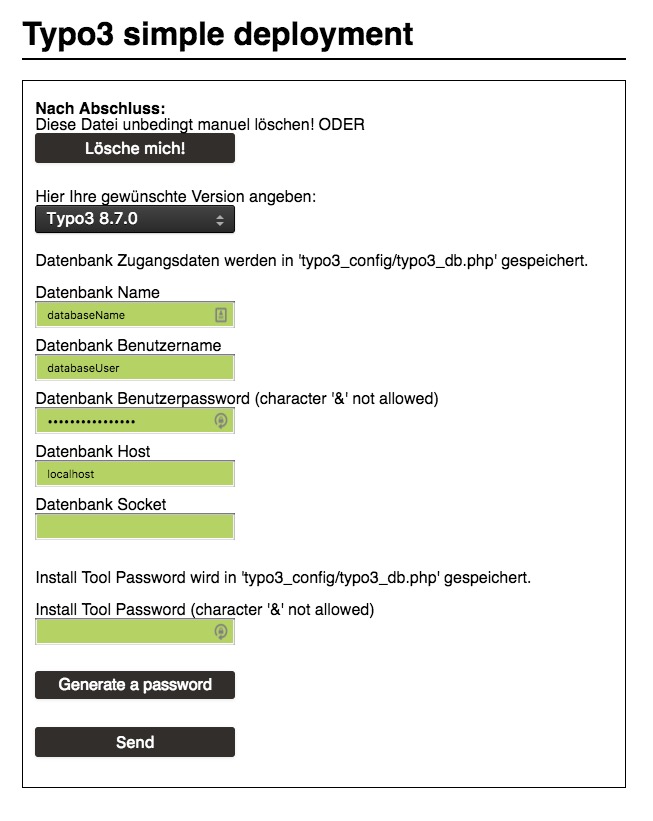 Typo3 simple deployment
Nach Abschluss:
Diese Datei unbedingt manuel löschen! ODER
Lösche mich!
Hier Ihre gewünschte Version angeben:
Typo3 8.7.0
Datenbank Zugangsdaten werden in 'typo3_config/typo3_db.php' gespeichert.
Datenbank Name
databaseName
Datenbank Benutzername
databaseUser
Datenbank Benutzerpassword (character '&' not allowed)
••••••••••••••••
Datenbank Host
localhost
Datenbank Socket
Install Tool Password wird in 'typo3_config/typo3_db.php' gespeichert.
Install Tool Password (character '&' not allowed)
Generate a password
Send